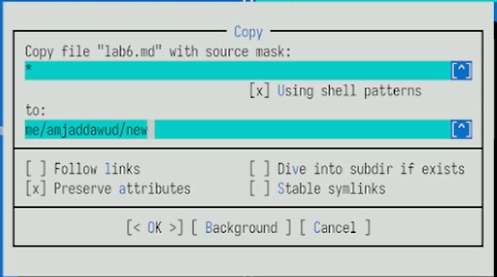 Copy
Copy file "lab6.md" with source mask:
*
[^]
[x] Using shell patterns
to:
me/amjaddawud/new
[^]
[ ] Follow links [ ] Dive into subdir if exists
[x] Preserve attributes [ ] Stable symlinks
[< OK >] [ Background ] [ Cancel ]